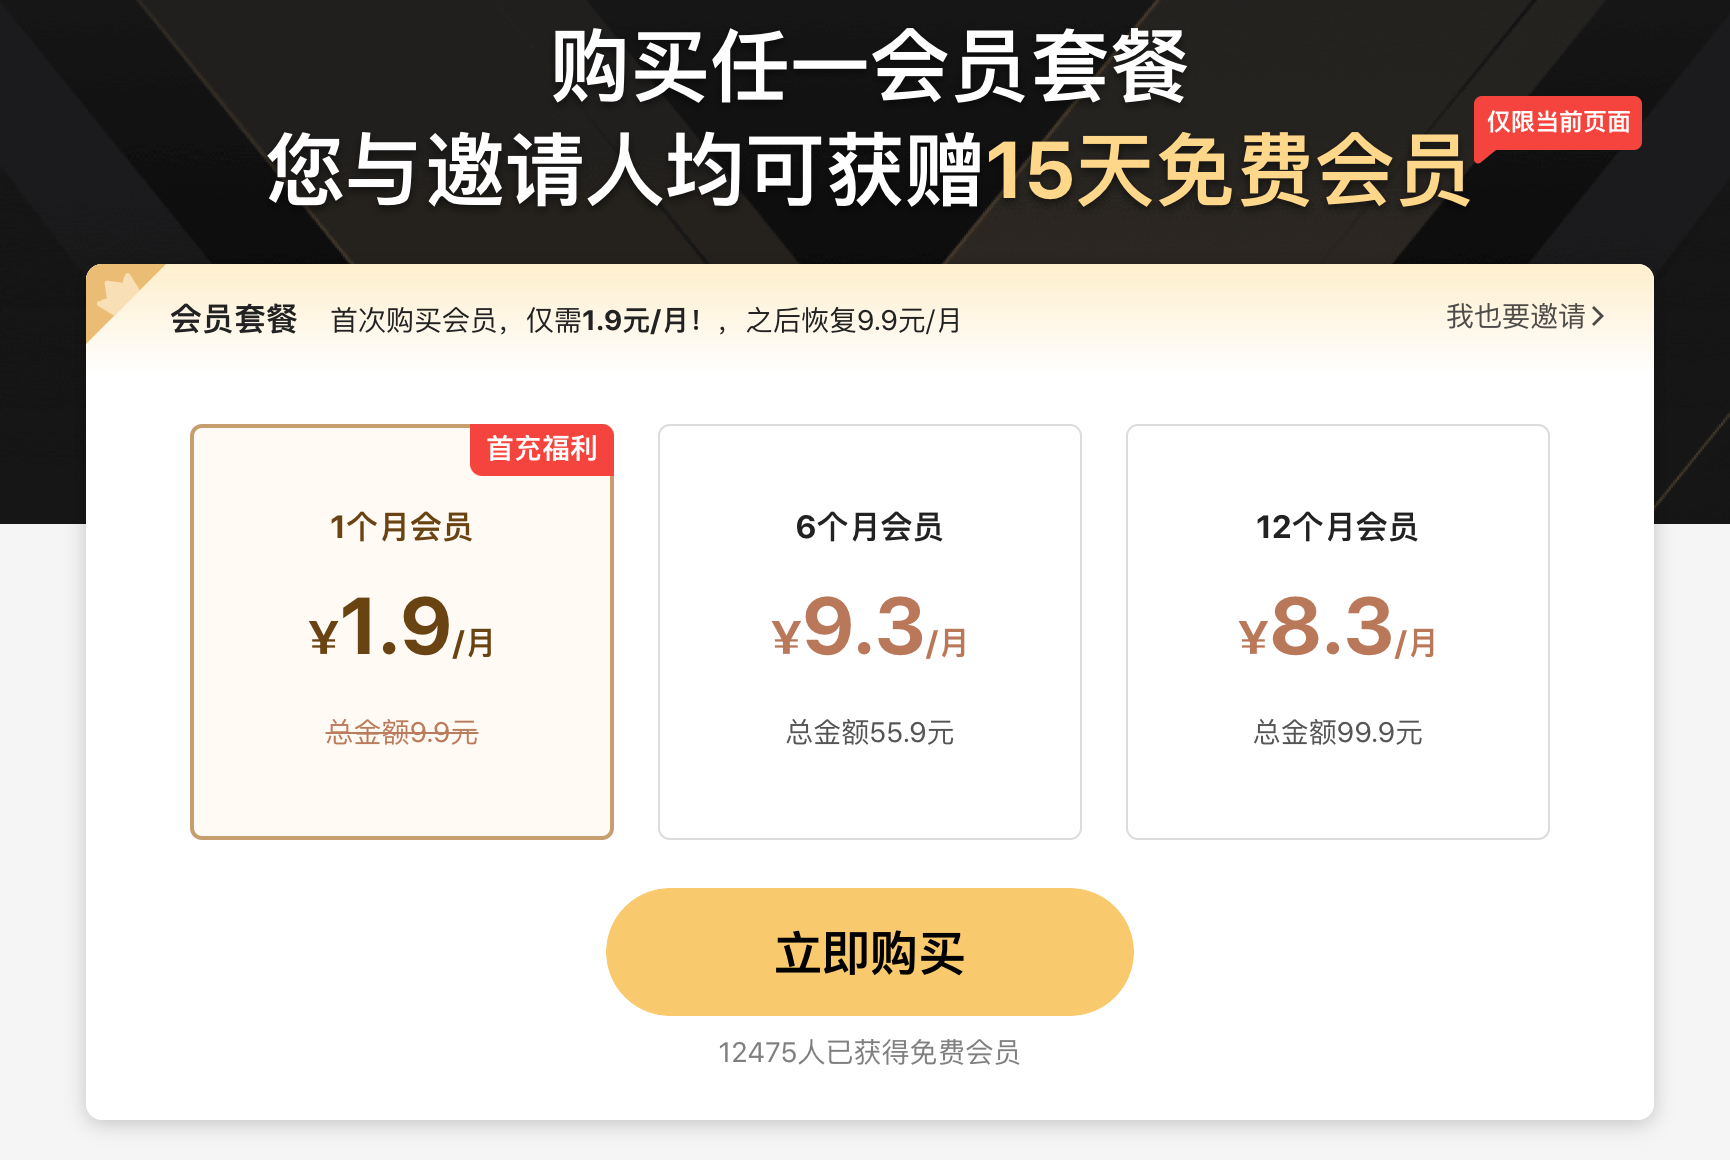 购买任一会员套餐
您与邀请人均可获赠15天免费会员
仅限当前页面
会员套餐 首次购买会员，仅需1.9元/月！，之后恢复9.9元/月
我也要邀请
首充福利
1个月会员
¥1.9/月
总金额9.9元
6个月会员
¥9.3/月
总金额55.9元
12个月会员
¥8.3/月
总金额99.9元
立即购买
12475人已获得免费会员